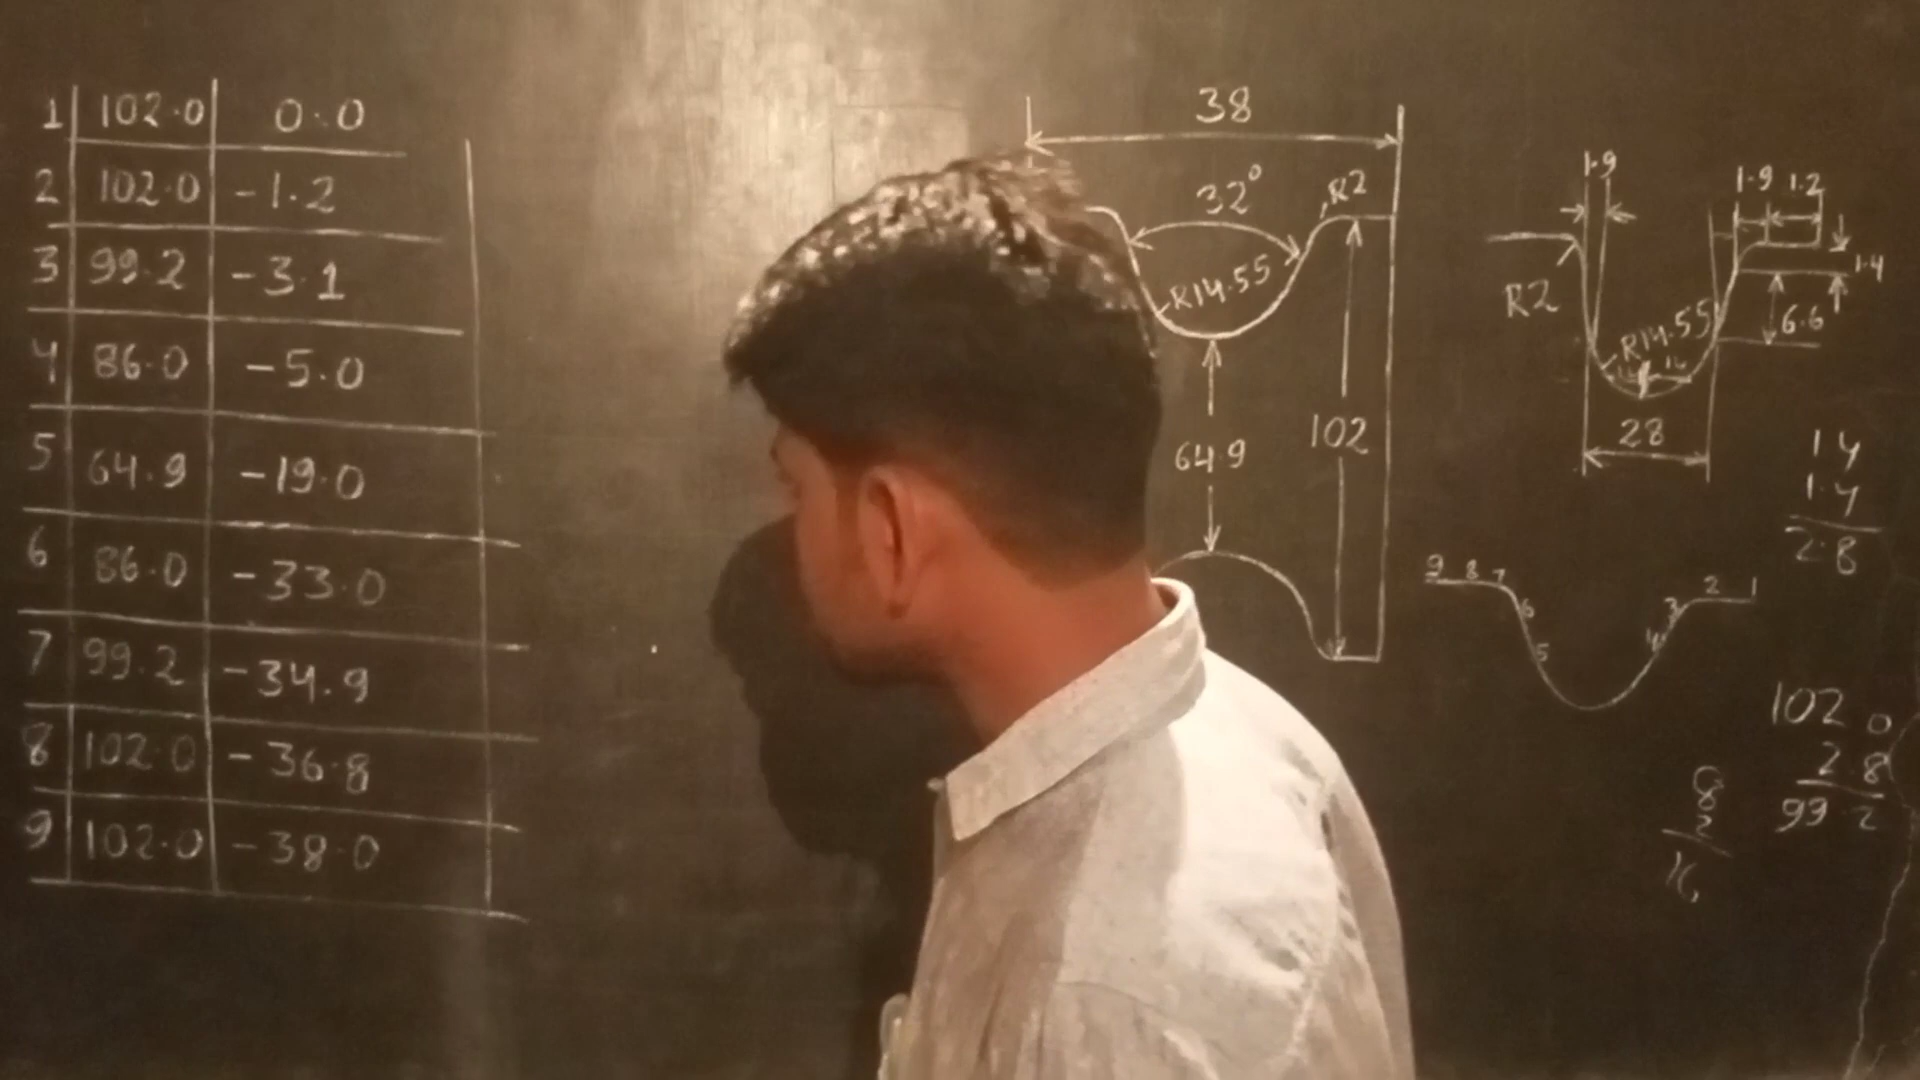 1 102.0 0.0
2 102.0 -1.2
3 99.2 -3.1
4 86.0 -5.0
5 64.9 -19.0
6 86.0 -33.0
7 99.2 -34.9
8 102.0 -36.8
9 102.0 -38.0
38
32° R2
R14.55
64.9
102
1.9
1.9 1.2
1.4
6.6
R2
R14.55
28
1.4
1.4
2.8
9 8 7 6 5 4 3 2 1
102.0
2.8
99.2
8
2
16